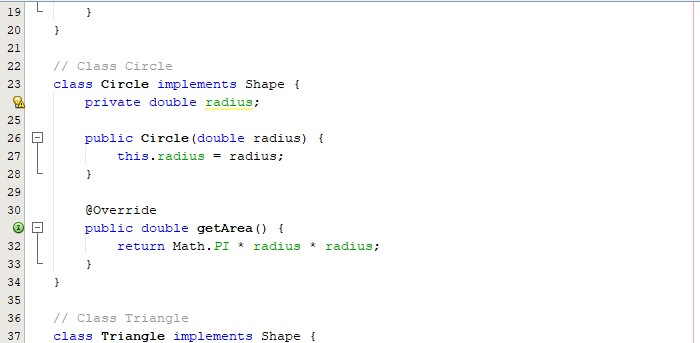 19 }
20 }
21
22 // Class Circle
23 class Circle implements Shape {
private double radius;
25
26 public Circle(double radius) {
27 this.radius = radius;
28 }
29
30 @Override
public double getArea() {
32 return Math.PI * radius * radius;
33 }
34 }
35
36 // Class Triangle
37 class Triangle implements Shape {